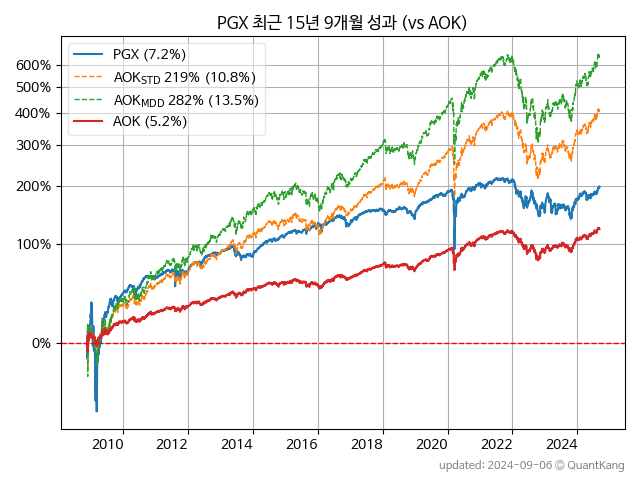 PGX 최근 15년 9개월 성과 (vs AOK)
PGX (7.2%)
AOKSTD 219% (10.8%)
AOKMDD 282% (13.5%)
AOK (5.2%)
600%
500%
400%
300%
200%
100%
0%
2010 2012 2014 2016 2018 2020 2022 2024
updated: 2024-09-06 © QuantKang